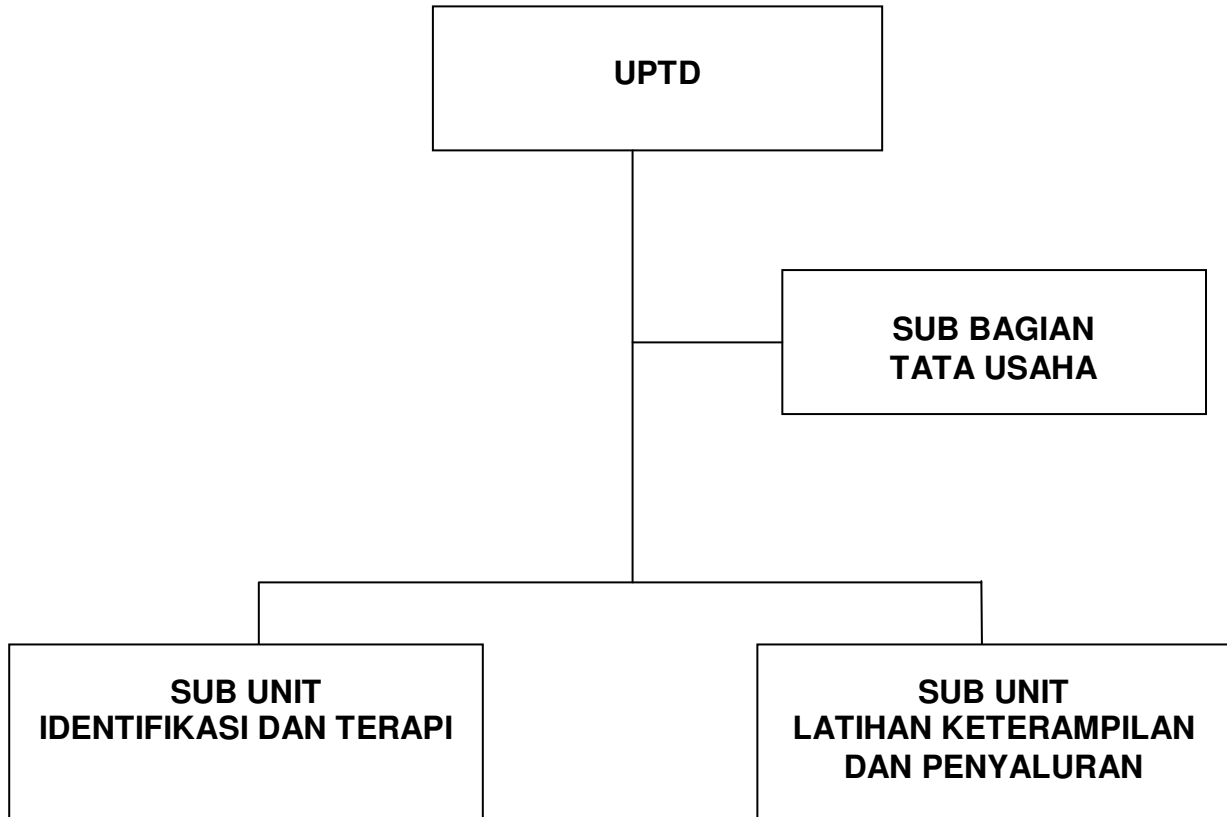 UPTD
SUB BAGIAN
TATA USAHA
SUB UNIT
IDENTIFIKASI DAN TERAPI
SUB UNIT
LATIHAN KETERAMPILAN
DAN PENYALURAN